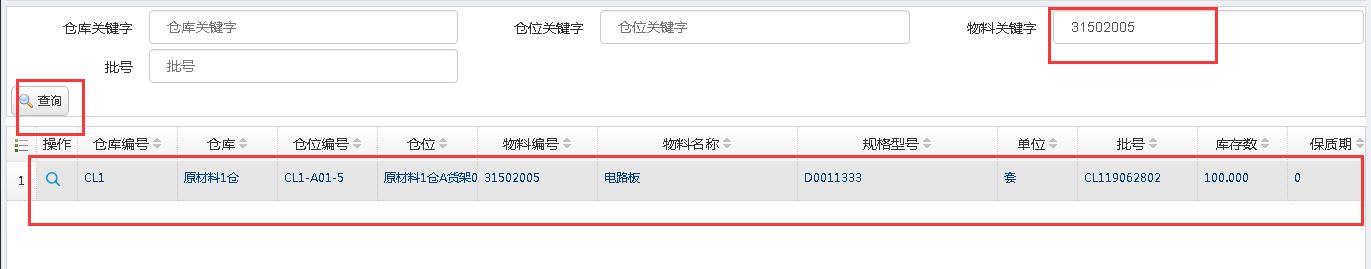 仓库关键字 仓库关键字 仓位关键字 仓位关键字 物料关键字 31502005
批号 批号
查询
操作 仓库编号 仓库 仓位编号 仓位 物料编号 物料名称 规格型号 单位 批号 库存数 保质期
1 CL1 原材料1仓 CL1-A01-5 原材料1仓A货架0 31502005 电路板 D0011333 套 CL119062802 100.000 0